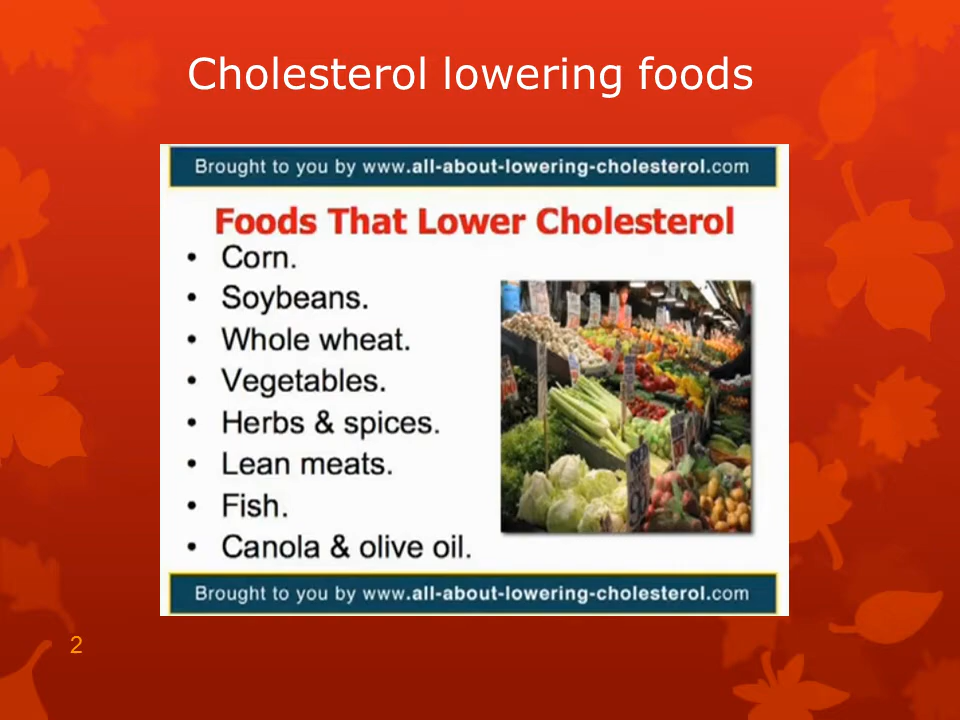 Cholesterol lowering foods
Brought to you by www.all-about-lowering-cholesterol.com
Foods That Lower Cholesterol
• Corn.
• Soybeans.
• Whole wheat.
• Vegetables.
• Herbs & spices.
• Lean meats.
• Fish.
• Canola & olive oil.
Brought to you by www.all-about-lowering-cholesterol.com
2